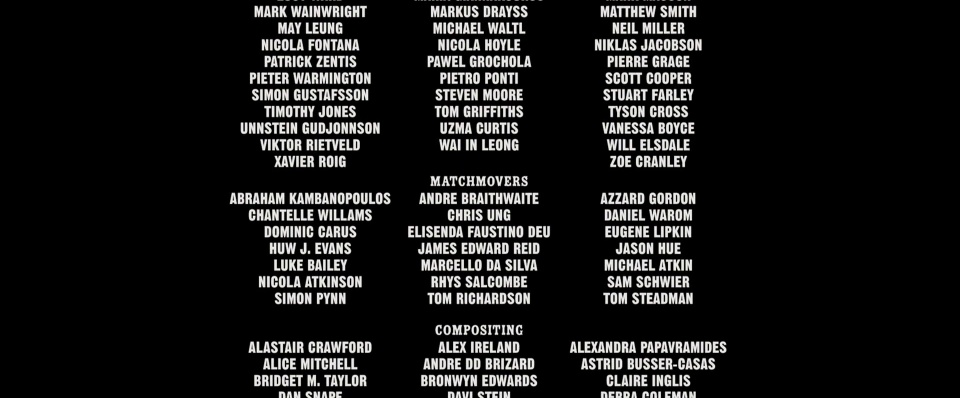 MARK WAINWRIGHT MARKUS DRAYSS MATTHEW SMITH
MAY LEUNG MICHAEL WALTL NEIL MILLER
NICOLA FONTANA NICOLA HOYLE NIKLAS JACOBSON
PATRICK ZENTIS PAWEL GROCHOLA PIERRE GRAGE
PIETER WARMINGTON PIETRO PONTI SCOTT COOPER
SIMON GUSTAFSSON STEVEN MOORE STUART FARLEY
TIMOTHY JONES TOM GRIFFITHS TYSON CROSS
UNNSTEIN GUDJONNSON UZMA CURTIS VANESSA BOYCE
VIKTOR RIETVELD WAI IN LEONG WILL ELSDALE
XAVIER ROIG ZOE CRANLEY
MATCHMOVERS
ABRAHAM KAMBANOPOULOS ANDRE BRAITHWAITE AZZARD GORDON
CHANTELLE WILLAMS CHRIS UNG DANIEL WAROM
DOMINIC CARUS ELISENDA FAUSTINO DEU EUGENE LIPKIN
HUW J. EVANS JAMES EDWARD REID JASON HUE
LUKE BAILEY MARCELLO DA SILVA MICHAEL ATKIN
NICOLA ATKINSON RHYS SALCOMBE SAM SCHWIER
SIMON PYNN TOM RICHARDSON TOM STEADMAN
COMPOSITING
ALASTAIR CRAWFORD ALEX IRELAND ALEXANDRA PAPAVRAMIDES
ALICE MITCHELL ANDRE DD BRIZARD ASTRID BUSSER-CASAS
BRIDGET M. TAYLOR BRONWYN EDWARDS CLAIRE INGLIS